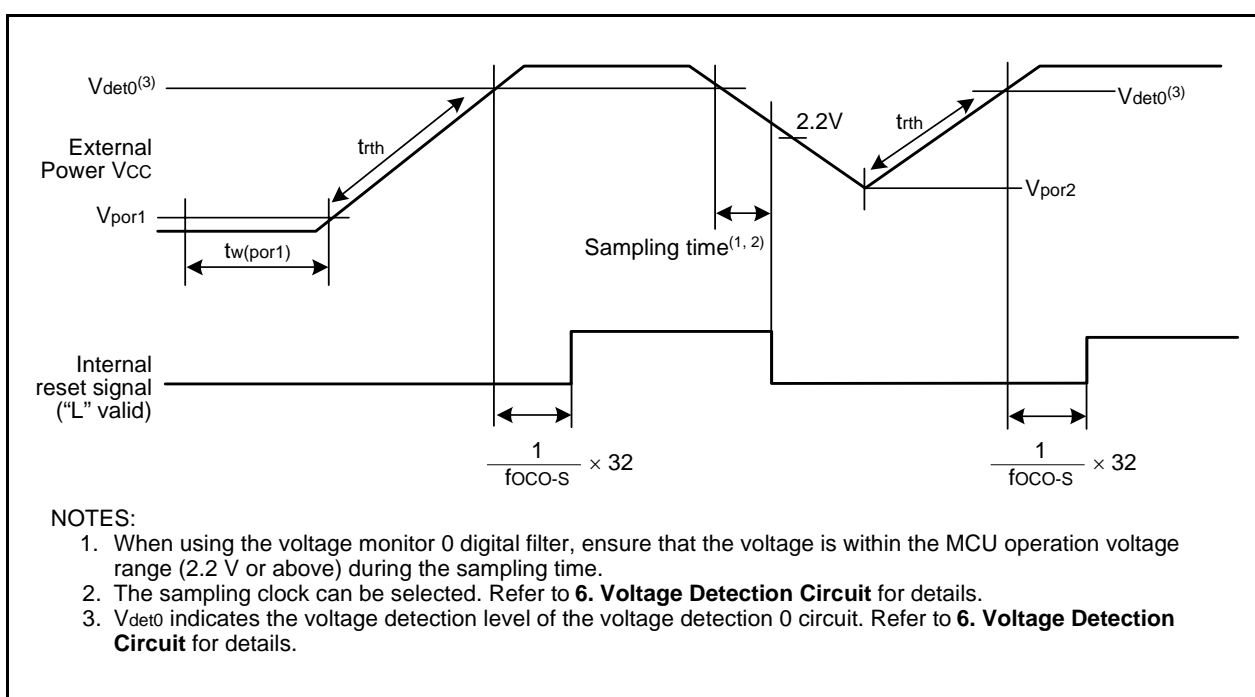 Vdet0(3)
External
Power VCC
Vpor1
tw(por1)
trth
Sampling time(1, 2)
2.2V
trth
Vdet0(3)
Vpor2
Internal
reset signal
(“L” valid)
1
fOCO-S
× 32
1
fOCO-S
× 32
NOTES:
1. When using the voltage monitor 0 digital filter, ensure that the voltage is within the MCU operation voltage
range (2.2 V or above) during the sampling time.
2. The sampling clock can be selected. Refer to 6. Voltage Detection Circuit for details.
3. Vdet0 indicates the voltage detection level of the voltage detection 0 circuit. Refer to 6. Voltage Detection
Circuit for details.